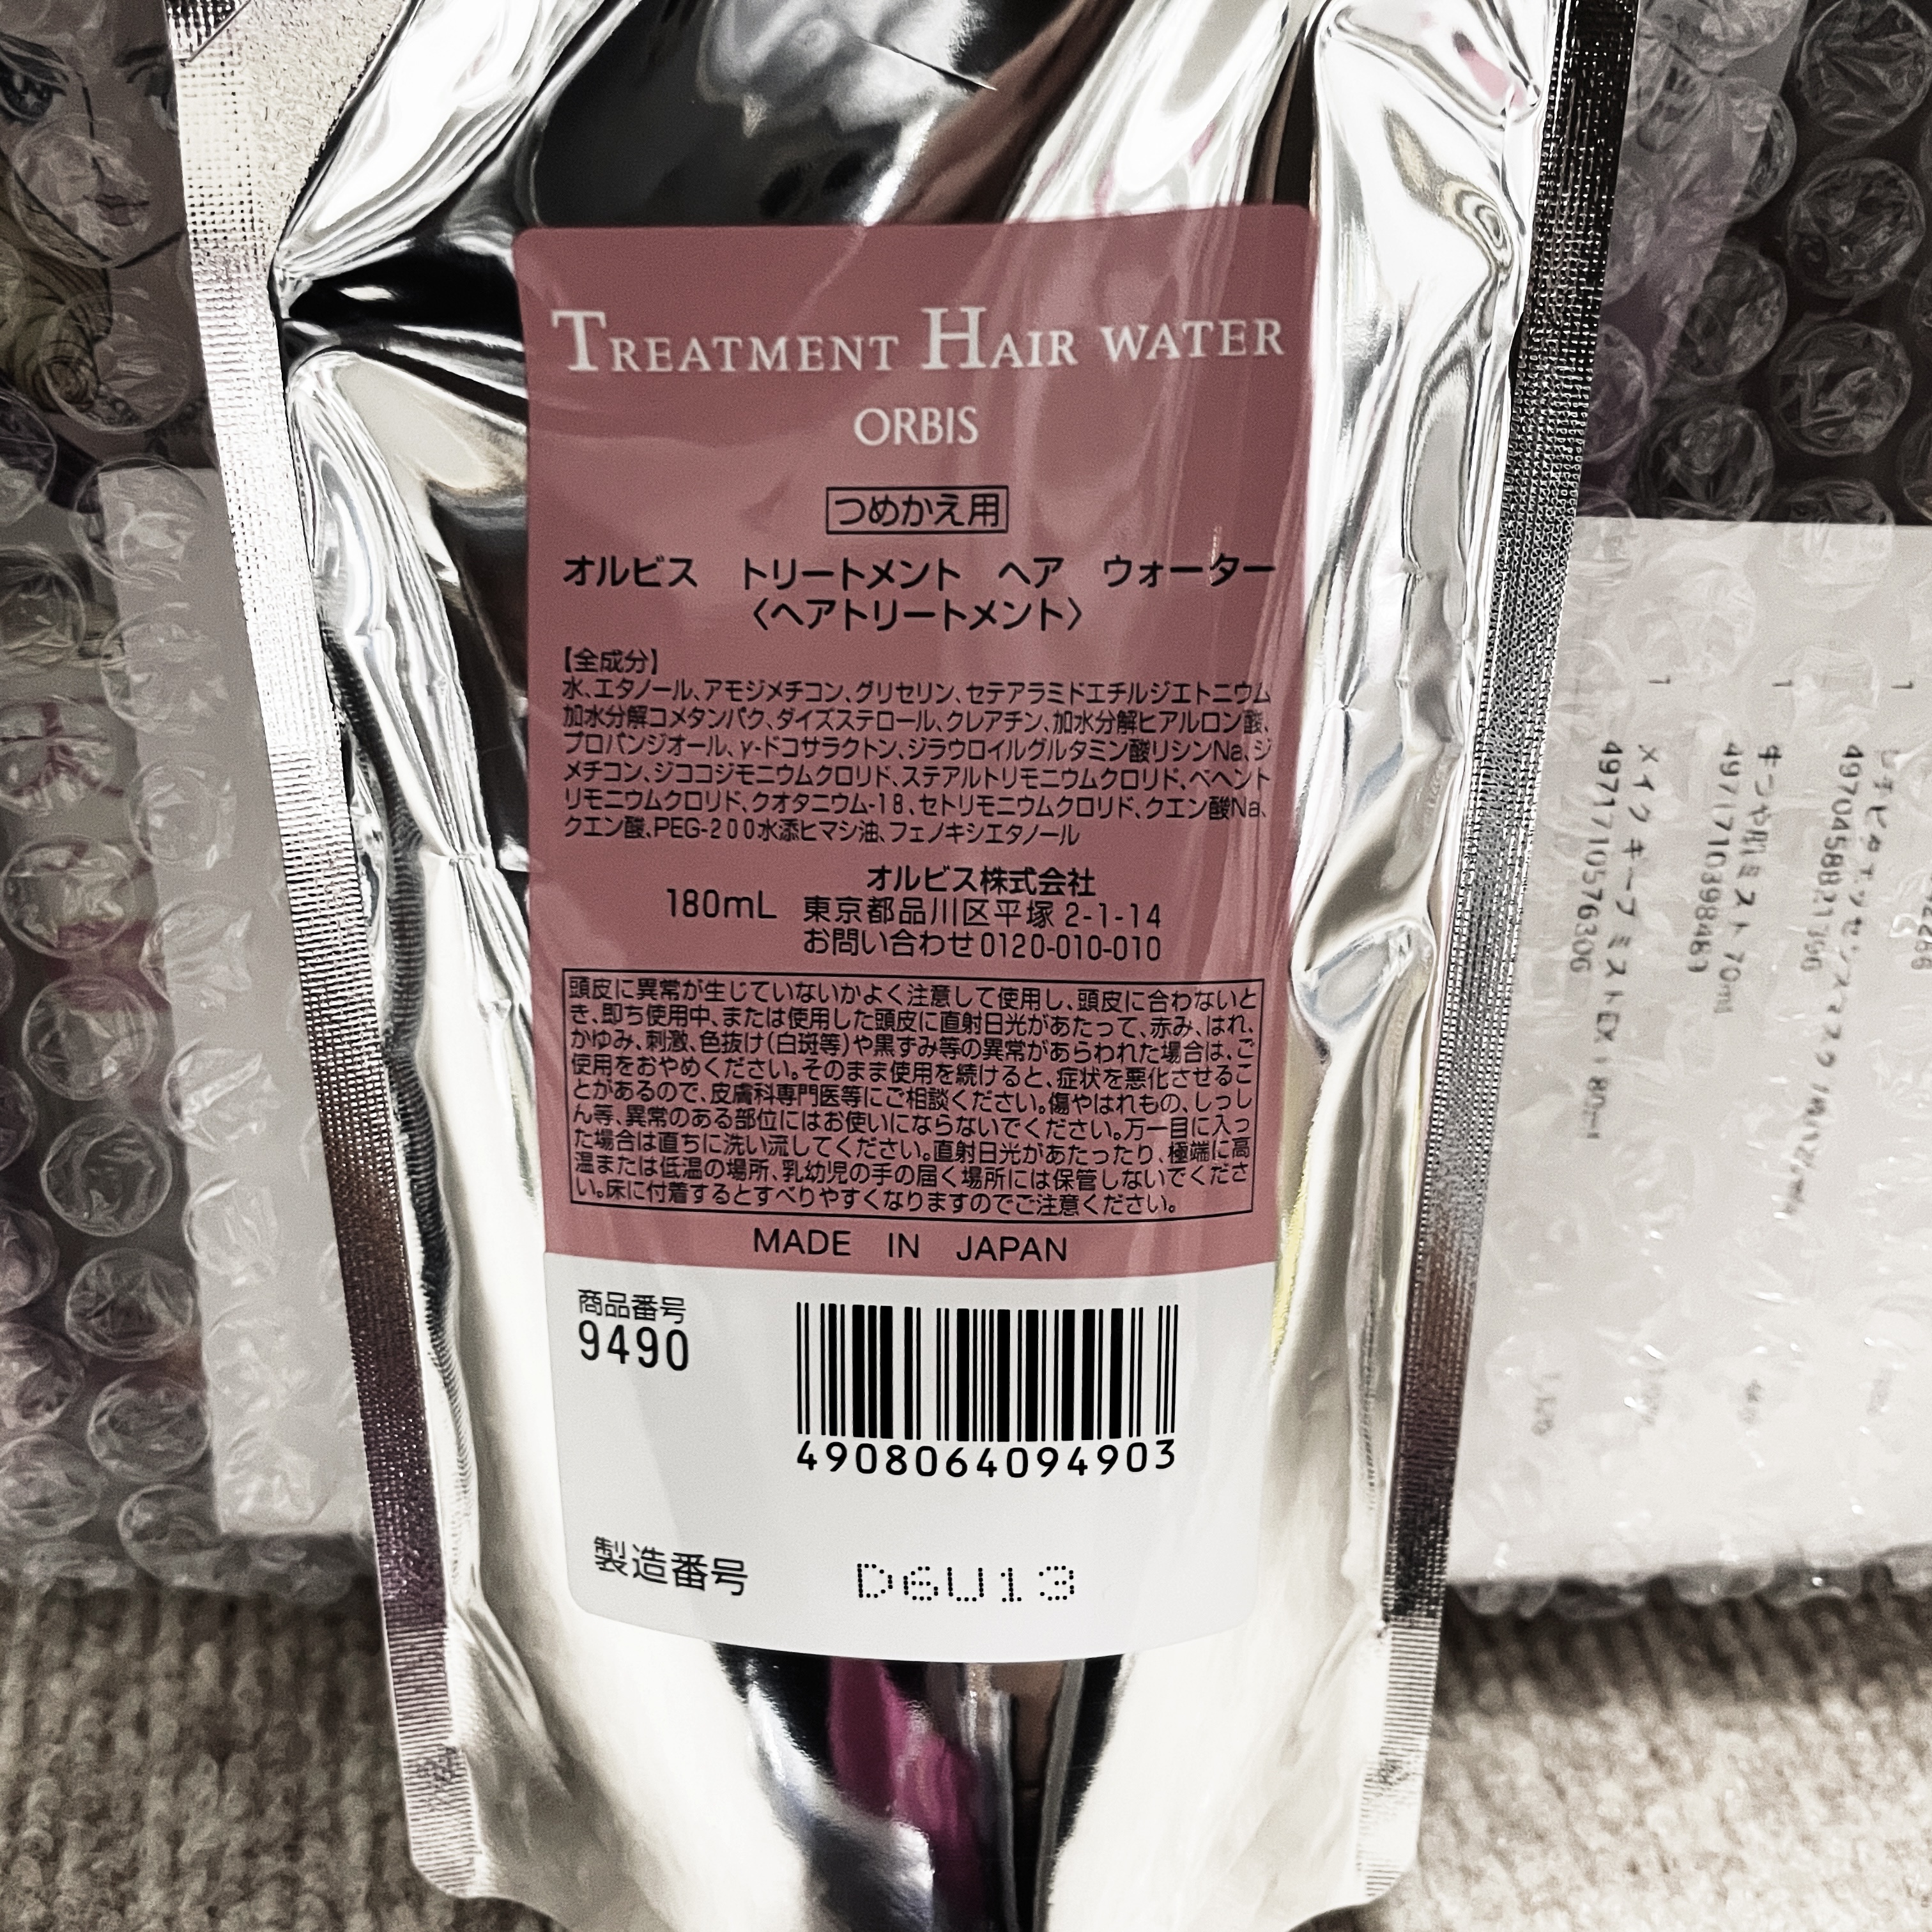 TREATMENT HAIR WATER
ORBIS
つめかえ用
オルビス トリートメント ヘア ウォーター
〈ヘアトリートメント〉
【全成分】
水、エタノール、アモジメチコン、グリセリン、セテアラミドエチルジエトニウム
加水分解コメタンパク、ダイズステロール、クレアチン、加水分解ヒアルロン酸、
プロパンジオール、γ-ドコサラクトン、ジラウロイルグルタミン酸リシンNa、ジ
メチコン、ジココジモニウムクロリド、ステアルトリモニウムクロリド、ベヘント
リモニウムクロリド、クオタニウム-18、セトリモニウムクロリド、クエン酸Na、
クエン酸、PEG-200水添ヒマシ油、フェノキシエタノール
オルビス株式会社
180mL 東京都品川区平塚 2-1-14
お問い合わせ0120-010-010
頭皮に異常が生じていないかよく注意して使用し、頭皮に合わないと
き、即ち使用中、または使用した頭皮に直射日光があたって、赤み、はれ、
かゆみ、刺激、色抜け(白斑等)や黒ずみ等の異常があらわれた場合は、ご
使用をおやめください。そのまま使用を続けると、症状を悪化させるこ
とがあるので、皮膚科専門医等にご相談ください。傷やはれもの、しっし
ん等、異常のある部位にはお使いにならないでください。万一目に入っ
た場合は直ちに洗い流してください。直射日光があたったり、極端に高
温または低温の場所、乳幼児の手の届く場所には保管しないでくださ
い。床に付着するとすべりやすくなりますのでご注意ください。
MADE IN JAPAN
商品番号
9490
4908064094903
製造番号 D6U13
1
メイクキープミストEX
4971710576306
1
4971710398483
1